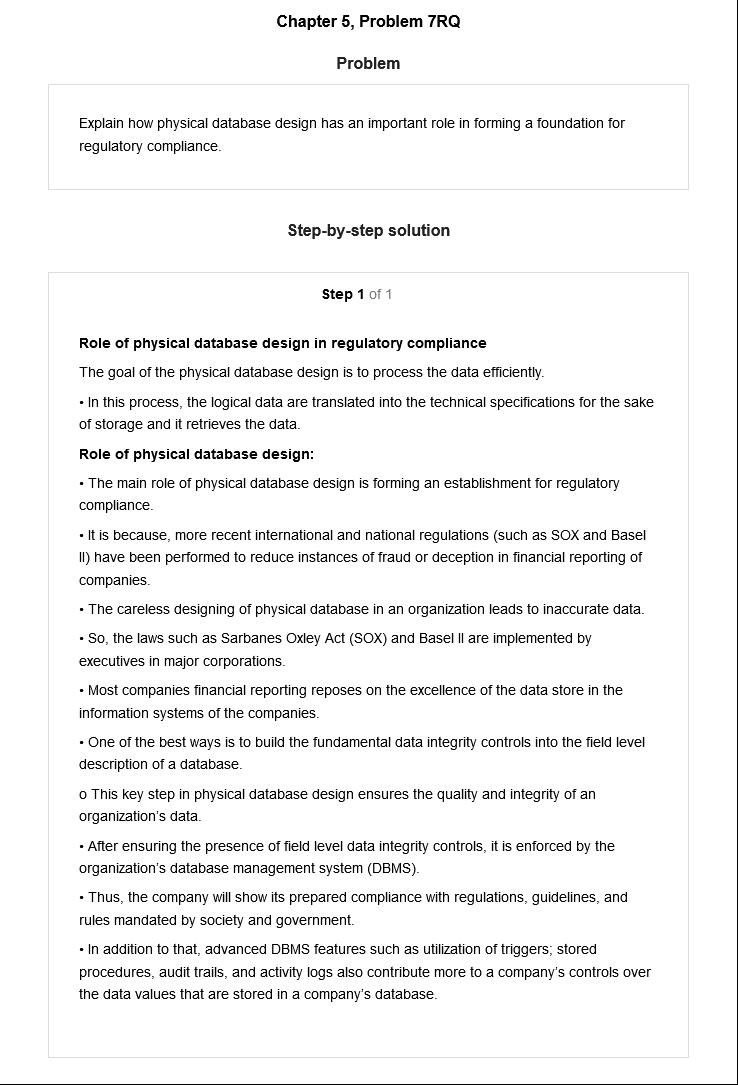 Chapter 5, Problem 7RQ
Problem
Explain how physical database design has an important role in forming a foundation for
regulatory compliance.
Step-by-step solution
Step 1 of 1
Role of physical database design in regulatory compliance
The goal of the physical database design is to process the data efficiently.
• In this process, the logical data are translated into the technical specifications for the sake
of storage and it retrieves the data.
Role of physical database design:
• The main role of physical database design is forming an establishment for regulatory
compliance.
• It is because, more recent international and national regulations (such as SOX and Basel
II) have been performed to reduce instances of fraud or deception in financial reporting of
companies.
• The careless designing of physical database in an organization leads to inaccurate data.
• So, the laws such as Sarbanes Oxley Act (SOX) and Basel II are implemented by
executives in major corporations.
• Most companies financial reporting reposes on the excellence of the data store in the
information systems of the companies.
• One of the best ways is to build the fundamental data integrity controls into the field level
description of a database.
o This key step in physical database design ensures the quality and integrity of an
organization's data.
• After ensuring the presence of field level data integrity controls, it is enforced by the
organization's database management system (DBMS).
• Thus, the company will show its prepared compliance with regulations, guidelines, and
rules mandated by society and government.
• In addition to that, advanced DBMS features such as utilization of triggers; stored
procedures, audit trails, and activity logs also contribute more to a company's controls over
the data values that are stored in a company's database.